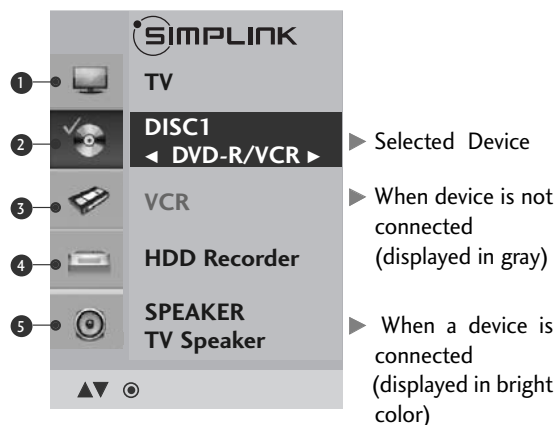 SIMPLINK
1
TV
2
DISC1
◄ DVD-R/VCR ►
▶ Selected Device
3
VCR
▶ When device is not
connected
(displayed in gray)
4
HDD Recorder
5
SPEAKER
TV Speaker
▶ When a device is
connected
(displayed in bright
color)
▲▼ ◉